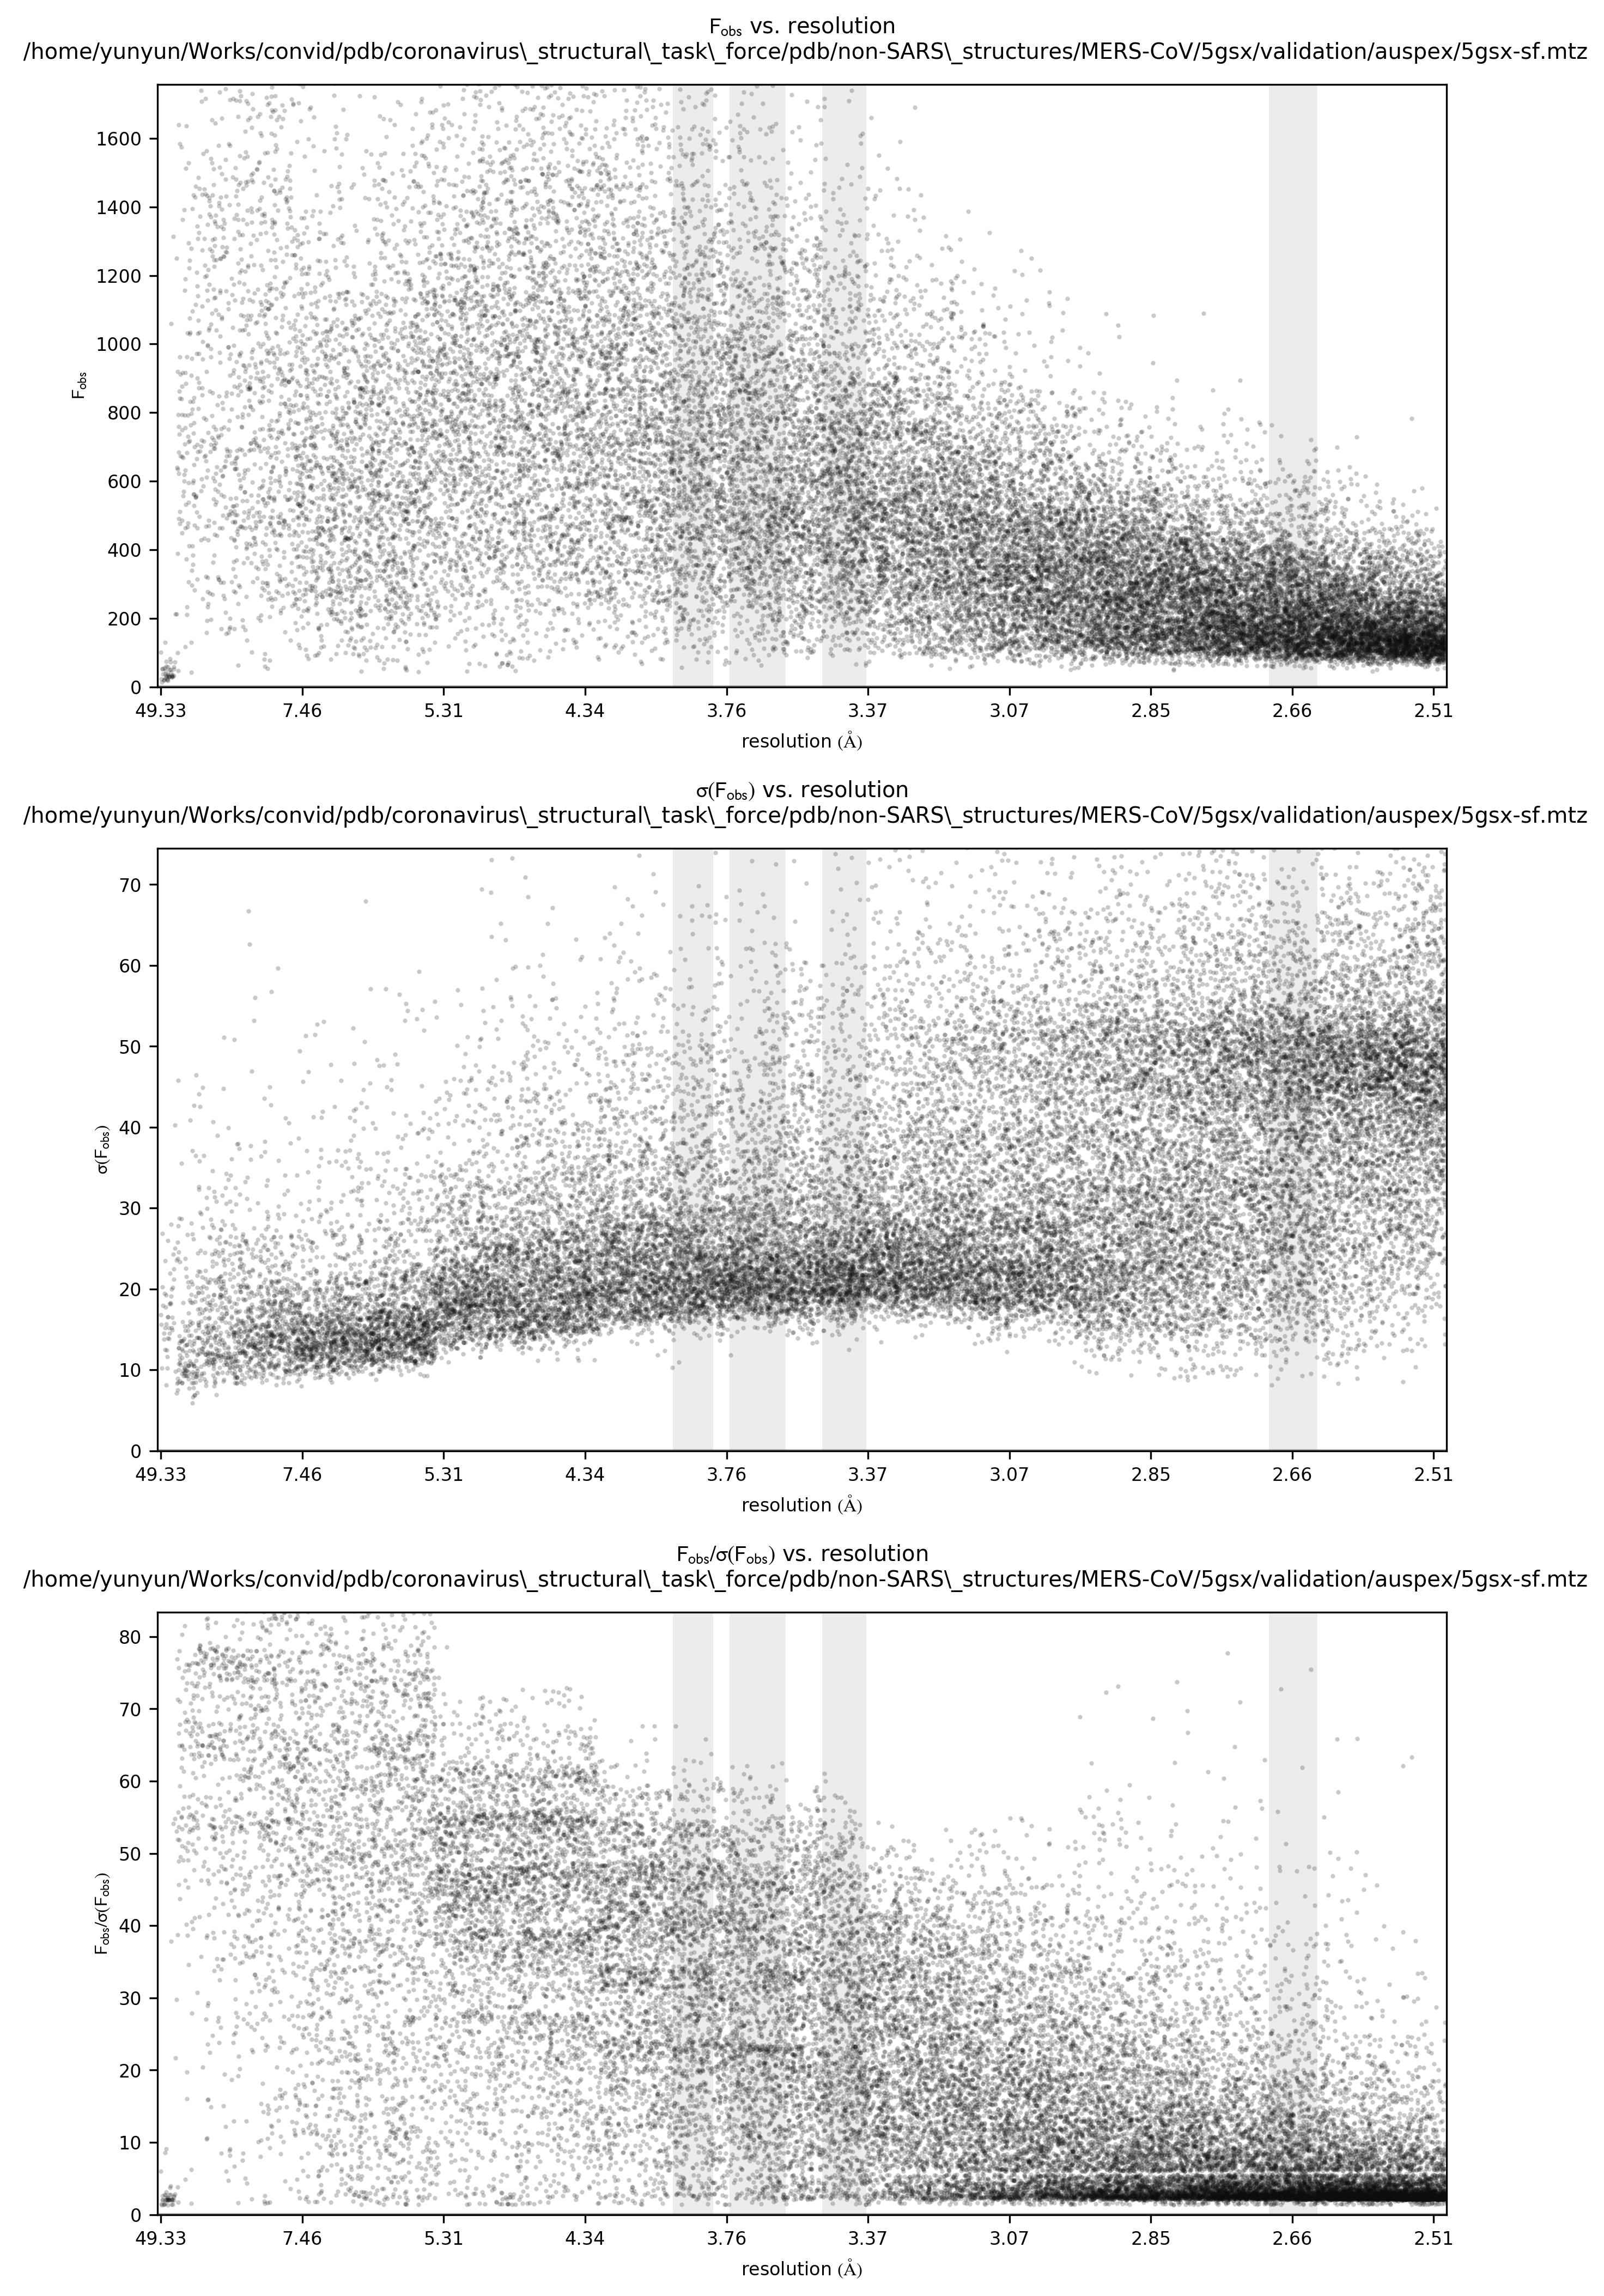 Fobs vs. resolution
/home/yunyun/Works/convid/pdb/coronavirus\_structural\_task\_force/pdb/non-SARS\_structures/MERS-CoV/5gsx/validation/auspex/5gsx-sf.mtz
1600
1400
1200
1000
800
600
400
200
0
Fobs
49.33 7.46 5.31 4.34 3.76 3.37 3.07 2.85 2.66 2.51
resolution (Å)
σ(Fobs) vs. resolution
/home/yunyun/Works/convid/pdb/coronavirus\_structural\_task\_force/pdb/non-SARS\_structures/MERS-CoV/5gsx/validation/auspex/5gsx-sf.mtz
70
60
50
40
30
20
10
0
σ(Fobs)
49.33 7.46 5.31 4.34 3.76 3.37 3.07 2.85 2.66 2.51
resolution (Å)
Fobs/σ(Fobs) vs. resolution
/home/yunyun/Works/convid/pdb/coronavirus\_structural\_task\_force/pdb/non-SARS\_structures/MERS-CoV/5gsx/validation/auspex/5gsx-sf.mtz
80
70
60
50
40
30
20
10
0
Fobs/σ(Fobs)
49.33 7.46 5.31 4.34 3.76 3.37 3.07 2.85 2.66 2.51
resolution (Å)